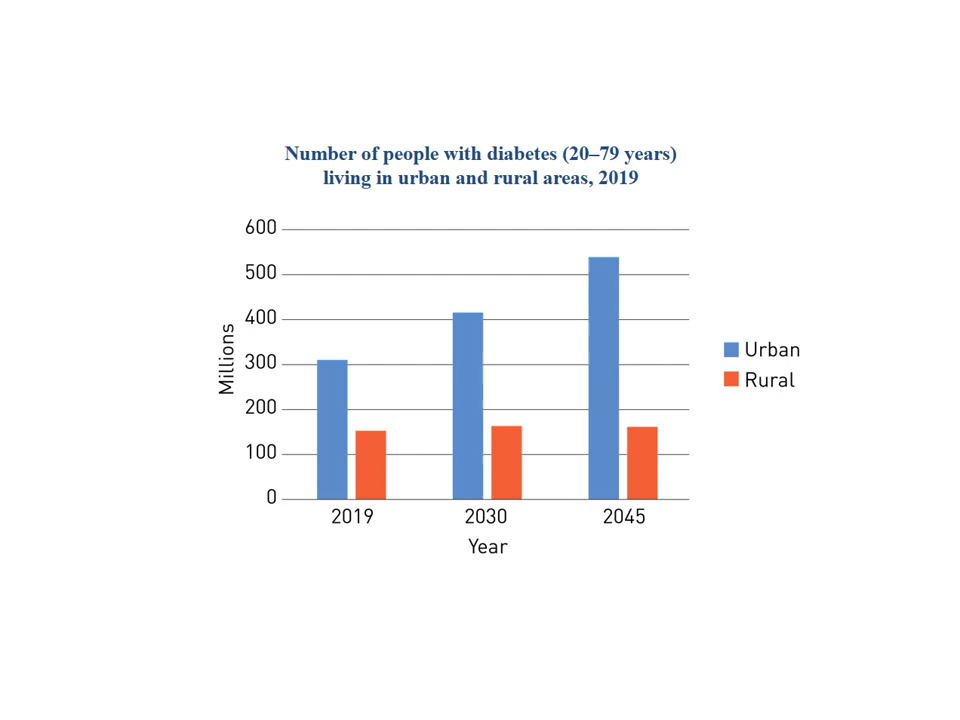 Number of people with diabetes (20–79 years)
living in urban and rural areas, 2019
600
500
400
300
200
100
0
Millions
2019 2030 2045
Year
Urban
Rural